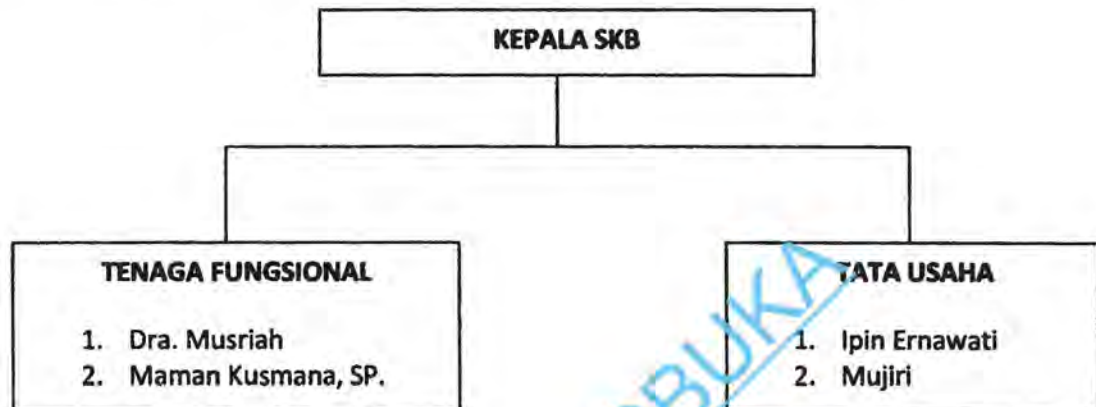 KEPALA SKB
TENAGA FUNGSIONAL
1. Dra. Musriah
2. Maman Kusmana, SP.
TATA USAHA
1. Ipin Ernawati
2. Mujiri